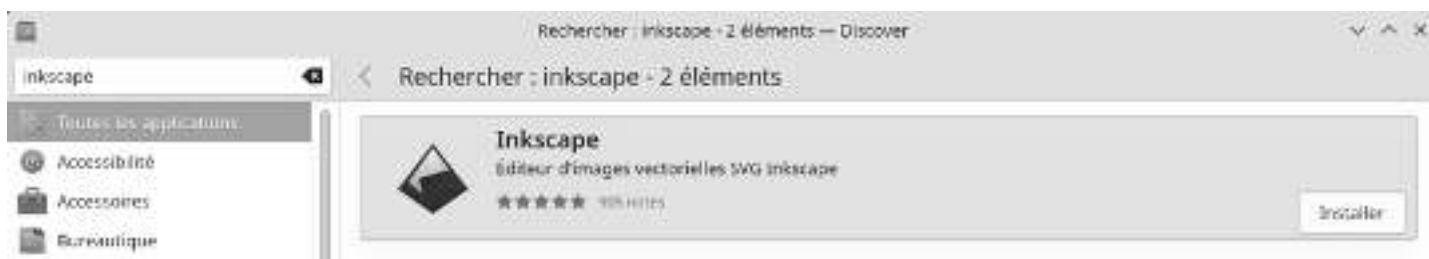 Rechercher : inkscape - 2 éléments — Discover
inkscape
Rechercher : inkscape - 2 éléments
Toutes les applications
Inkscape
Accessibilité
Éditeur d'images vectorielles SVG Inkscape
Accessoires
notes
Installer
Bureautique